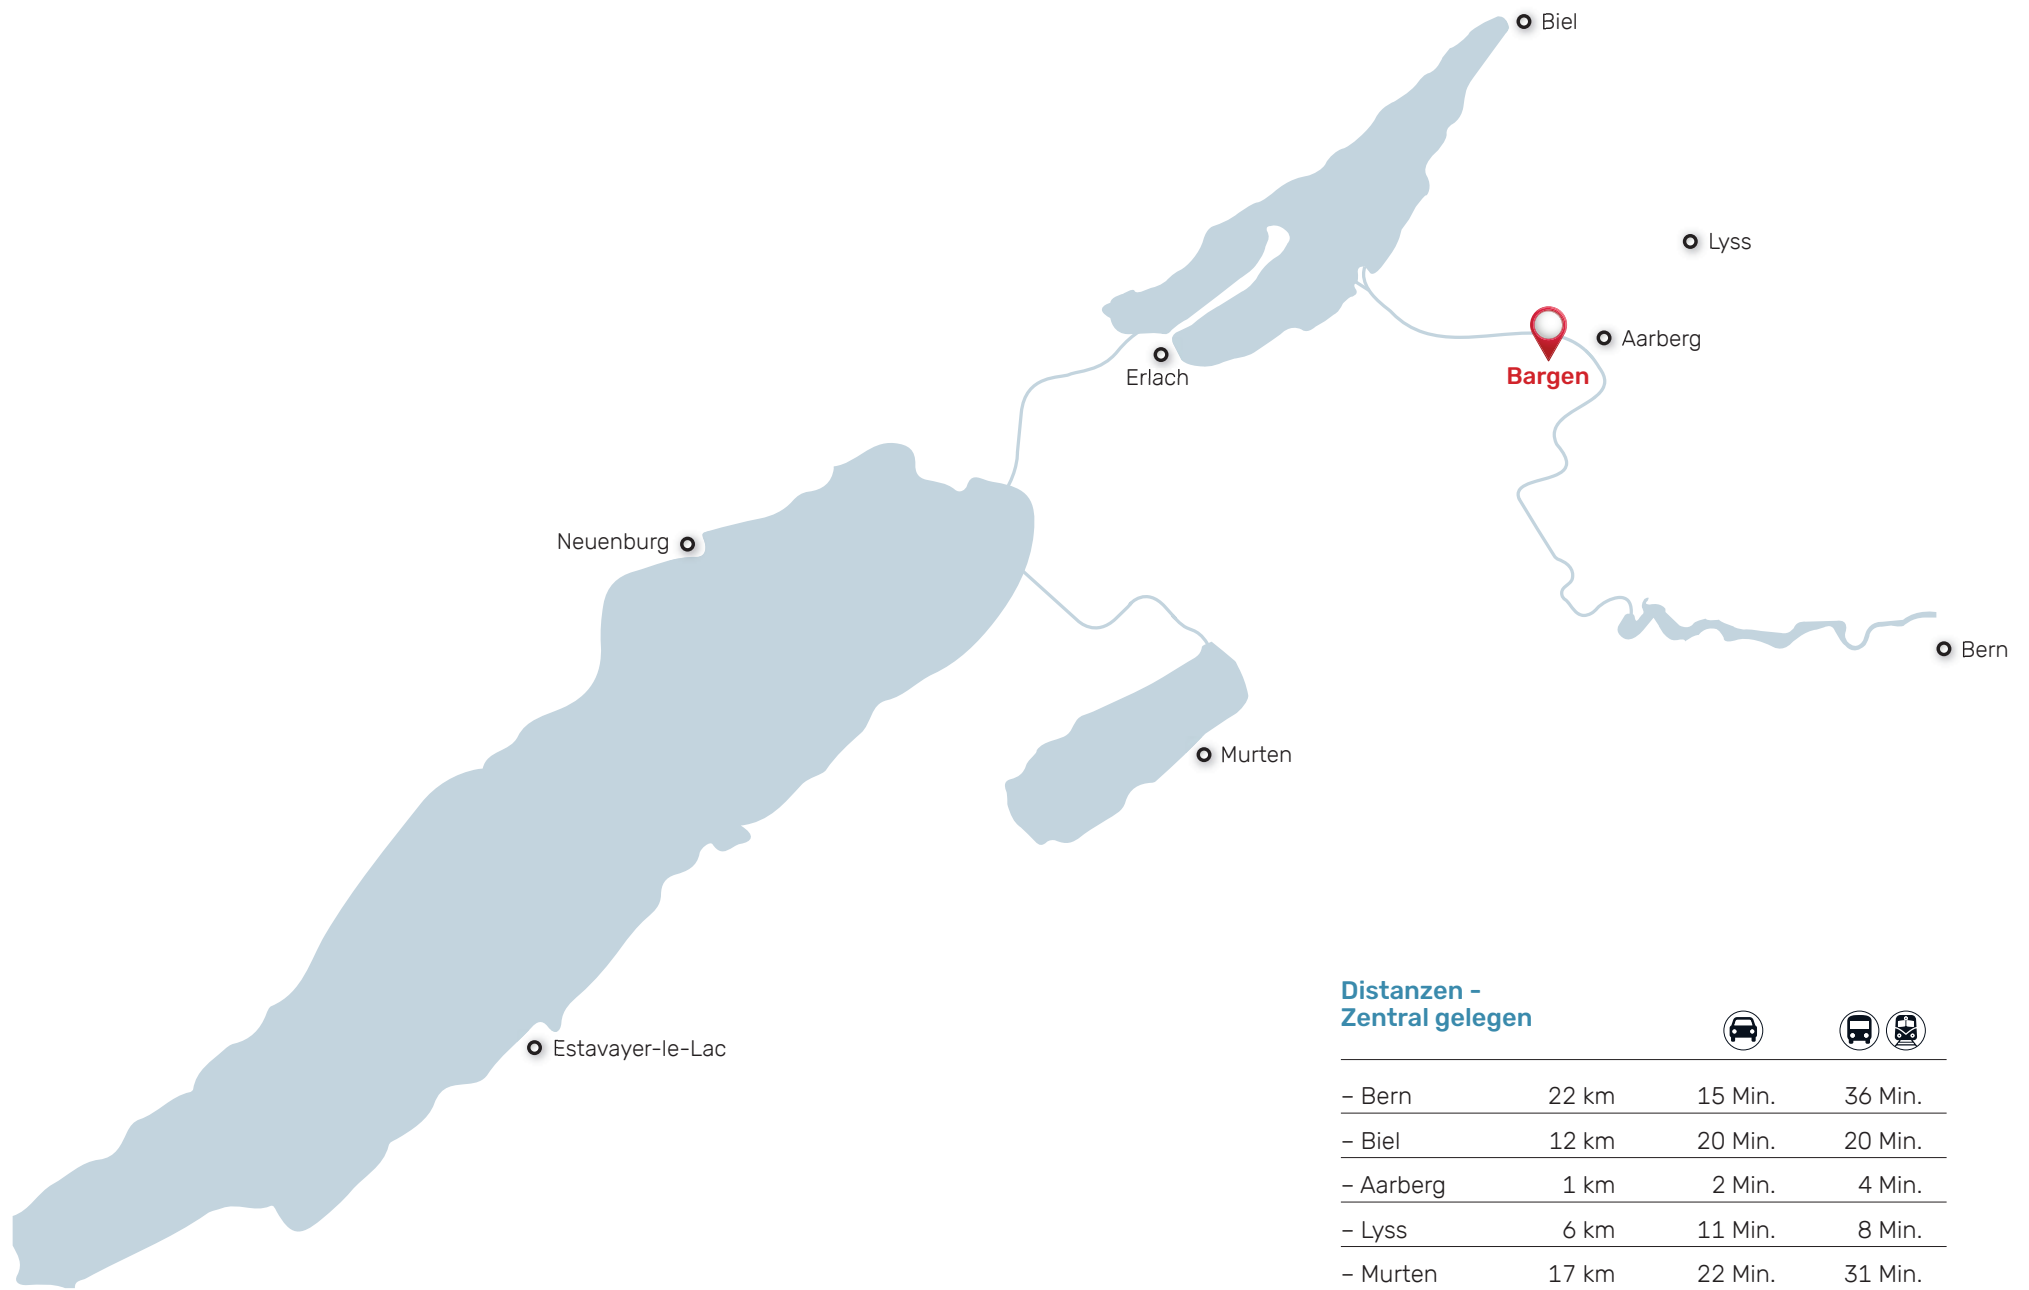 Biel
Lyss
Aarberg
Bargen
Erlach
Neuenburg
Bern
Murten
Estavayer-le-Lac
Distanzen -
Zentral gelegen
– Bern 22 km 15 Min. 36 Min.
– Biel 12 km 20 Min. 20 Min.
– Aarberg 1 km 2 Min. 4 Min.
– Lyss 6 km 11 Min. 8 Min.
– Murten 17 km 22 Min. 31 Min.